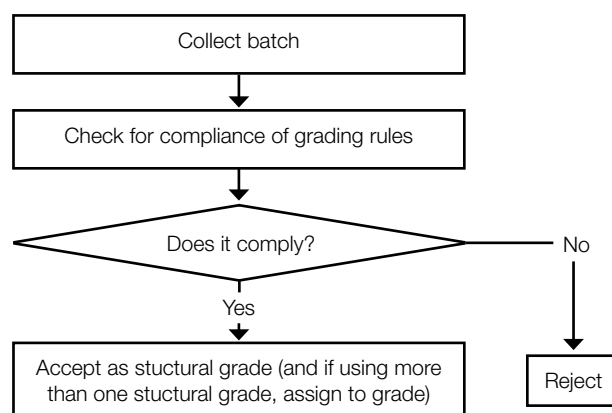 Collect batch
Check for compliance of grading rules
Does it comply?
No
Yes
Accept as stuctural grade (and if using more
than one stuctural grade, assign to grade)
Reject